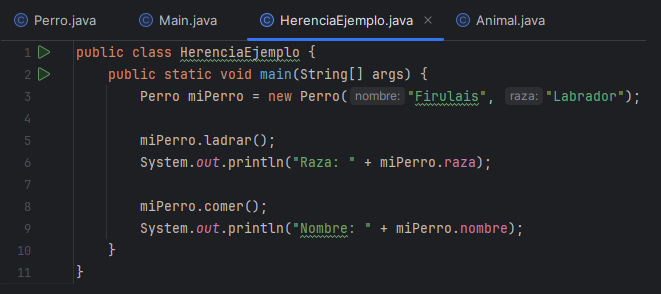 Perro.java Main.java HerenciaEjemplo.java × Animal.java
1 public class HerenciaEjemplo {
2 public static void main(String[] args) {
3 Perro miPerro = new Perro( nombre: "Firulais", raza: "Labrador");
4
5 miPerro.ladrar();
6 System.out.println("Raza: " + miPerro.raza);
7
8 miPerro.comer();
9 System.out.println("Nombre: " + miPerro.nombre);
10 }
11 }